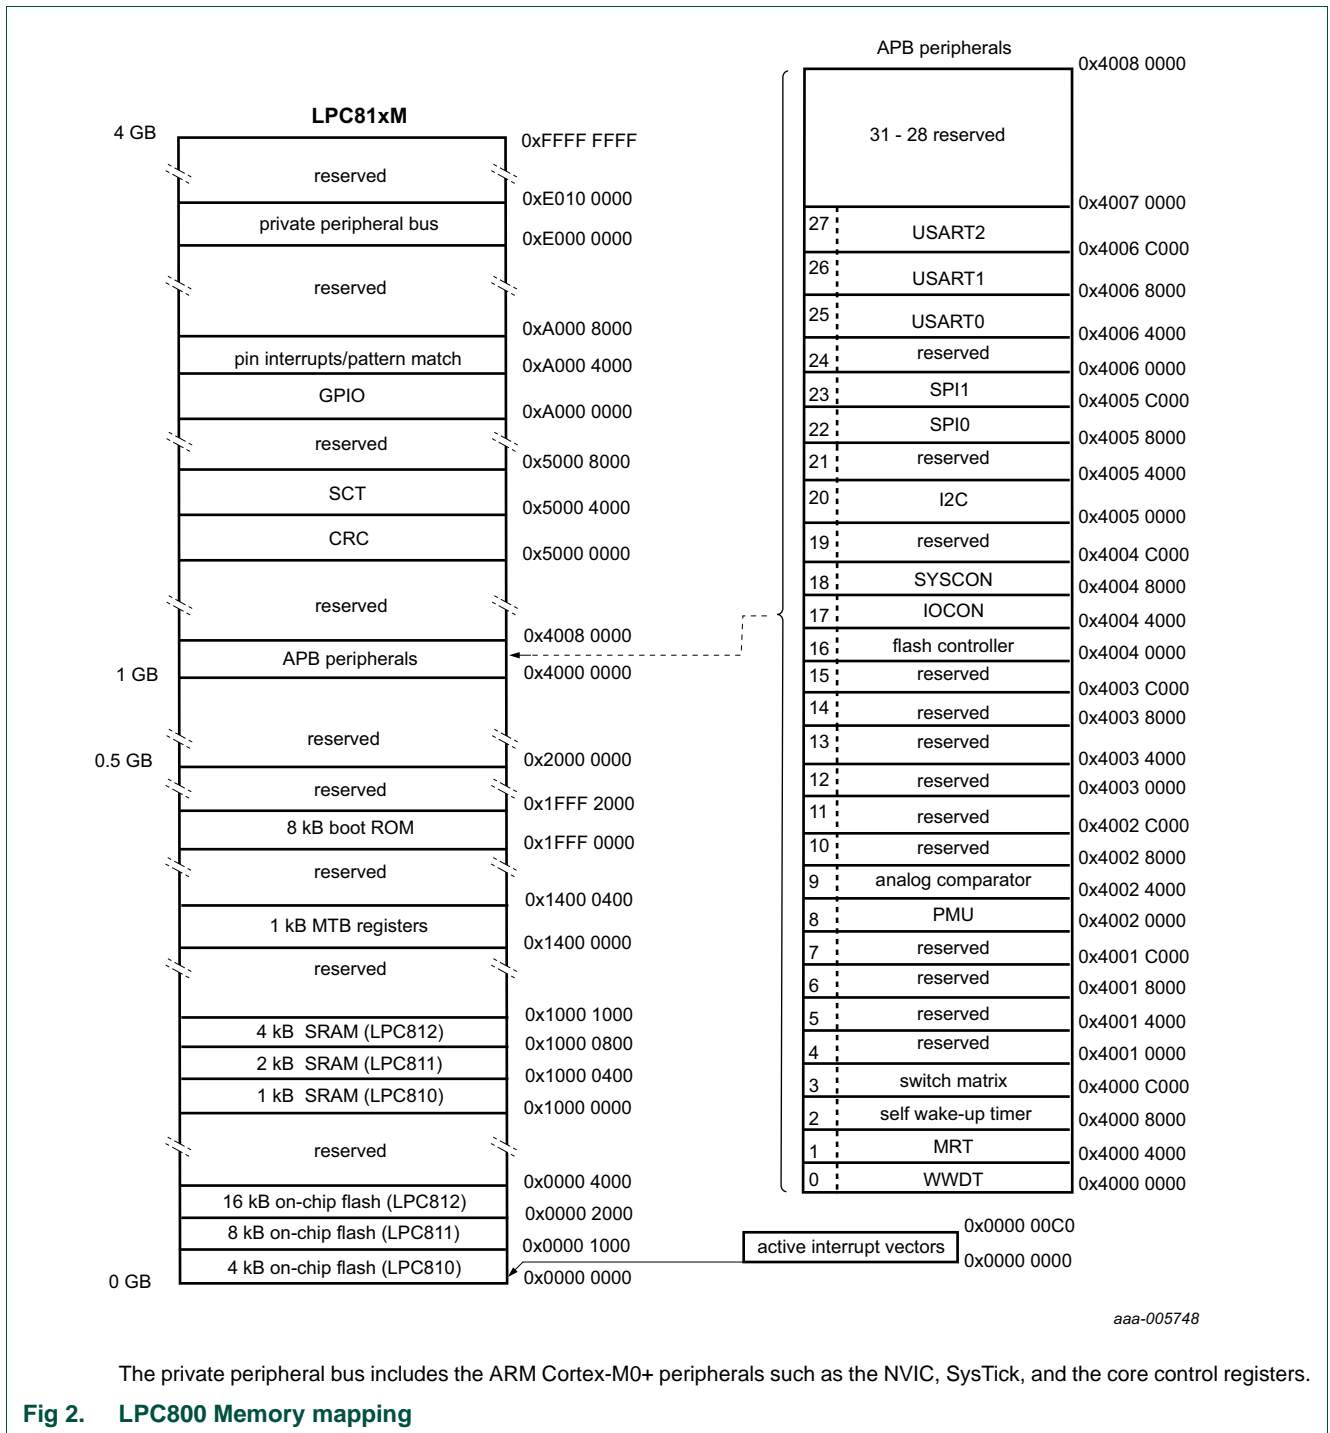 LPC81xM
4 GB
0xFFFF FFFF
reserved
0xE010 0000
private peripheral bus
0xE000 0000
reserved
0xA000 8000
pin interrupts/pattern match
0xA000 4000
GPIO
0xA000 0000
reserved
0x5000 8000
SCT
0x5000 4000
CRC
0x5000 0000
reserved
0x4008 0000
APB peripherals
1 GB
0x4000 0000
reserved
0.5 GB
0x2000 0000
reserved
0x1FFF 2000
8 kB boot ROM
0x1FFF 0000
reserved
0x1400 0400
1 kB MTB registers
0x1400 0000
reserved
0x1000 1000
4 kB SRAM (LPC812)
0x1000 0800
2 kB SRAM (LPC811)
0x1000 0400
1 kB SRAM (LPC810)
0x1000 0000
reserved
0x0000 4000
16 kB on-chip flash (LPC812)
0x0000 2000
8 kB on-chip flash (LPC811)
0x0000 1000
4 kB on-chip flash (LPC810)
0 GB
0x0000 0000
APB peripherals
0x4008 0000
31 - 28 reserved
0x4007 0000
27 USART2
0x4006 C000
26 USART1
0x4006 8000
25 USART0
0x4006 4000
24 reserved
0x4006 0000
23 SPI1
0x4005 C000
22 SPI0
0x4005 8000
21 reserved
0x4005 4000
20 I2C
0x4005 0000
19 reserved
0x4004 C000
18 SYSCON
0x4004 8000
17 IOCON
0x4004 4000
16 flash controller
0x4004 0000
15 reserved
0x4003 C000
14 reserved
0x4003 8000
13 reserved
0x4003 4000
12 reserved
0x4003 0000
11 reserved
0x4002 C000
10 reserved
0x4002 8000
9 analog comparator
0x4002 4000
8 PMU
0x4002 0000
7 reserved
0x4001 C000
6 reserved
0x4001 8000
5 reserved
0x4001 4000
4 reserved
0x4001 0000
3 switch matrix
0x4000 C000
2 self wake-up timer
0x4000 8000
1 MRT
0x4000 4000
0 WWDT
0x4000 0000
0x0000 00C0
active interrupt vectors
0x0000 0000
aaa-005748
The private peripheral bus includes the ARM Cortex-M0+ peripherals such as the NVIC, SysTick, and the core control registers.
Fig 2. LPC800 Memory mapping